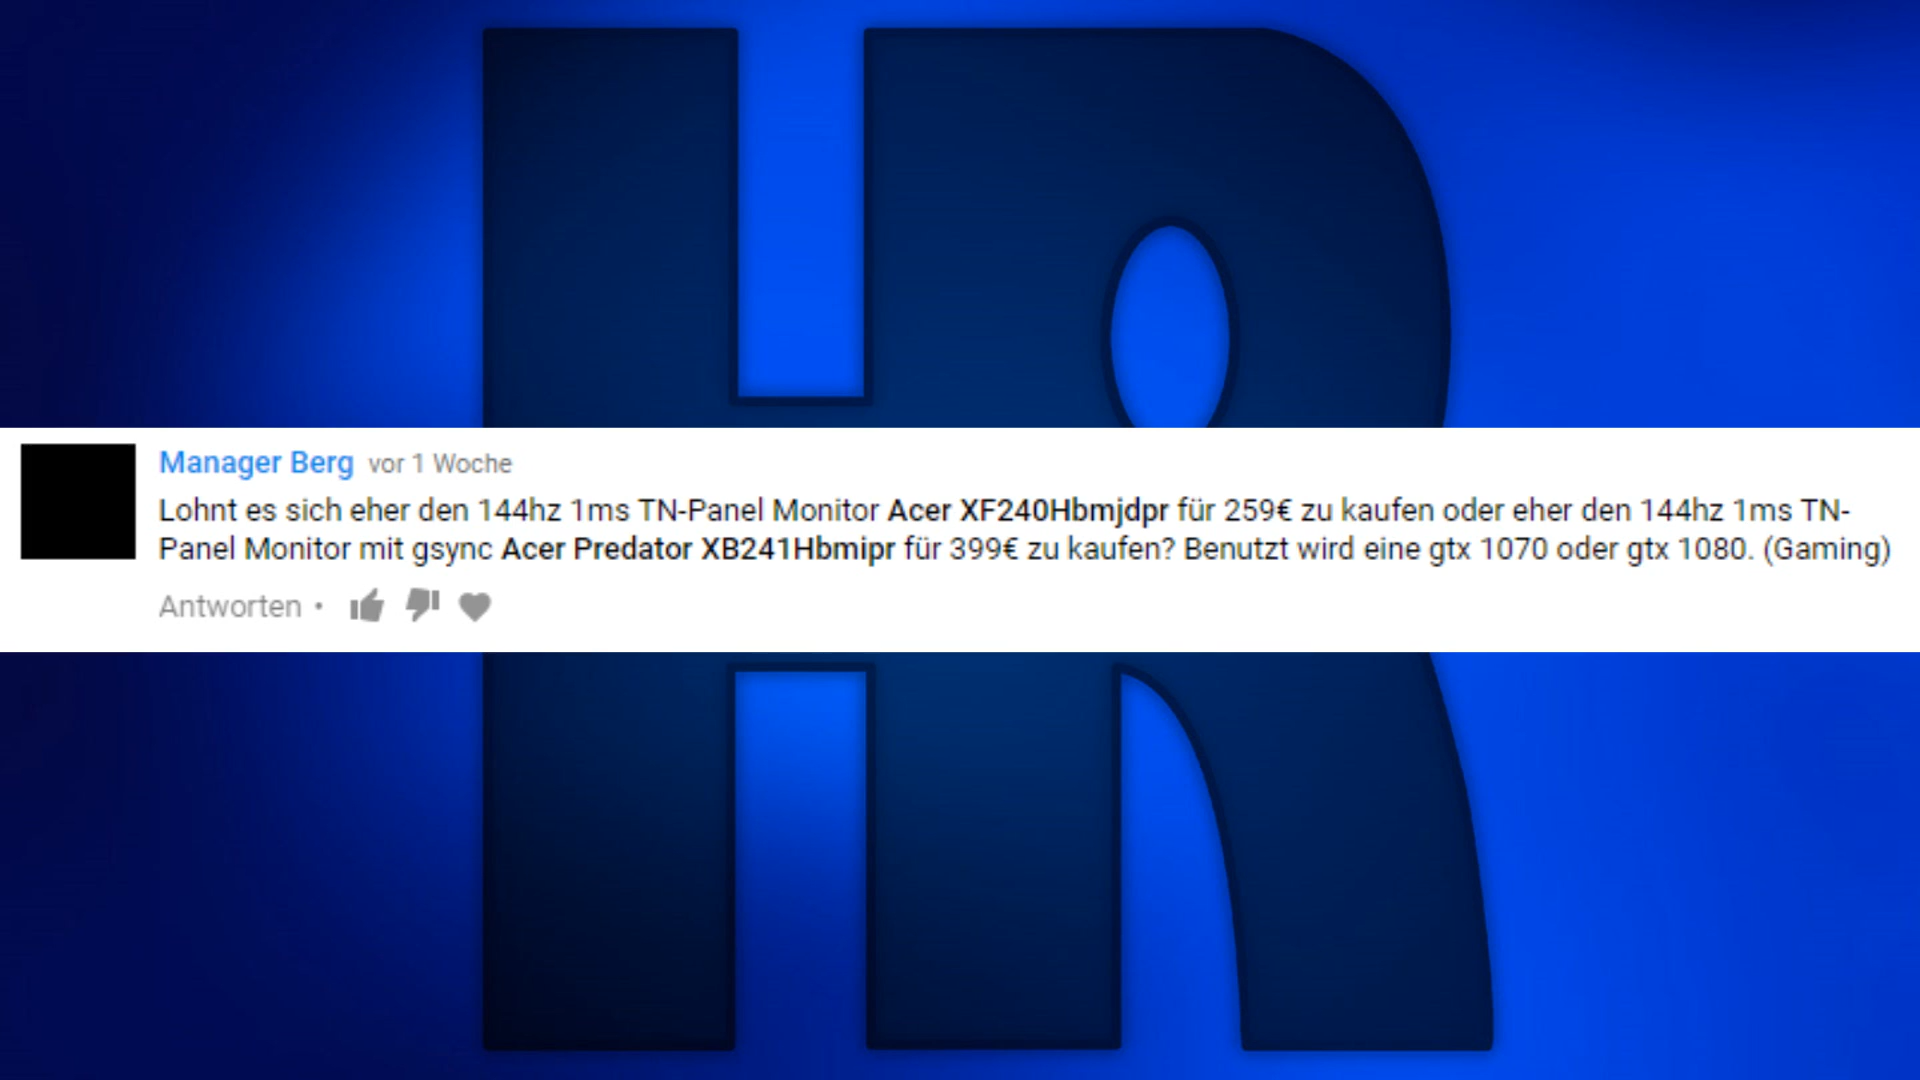 HR
Manager Berg vor 1 Woche
Lohnt es sich eher den 144hz 1ms TN-Panel Monitor Acer XF240Hbmjdpr für 259€ zu kaufen oder eher den 144hz 1ms TN-
Panel Monitor mit gsync Acer Predator XB241Hbmipr für 399€ zu kaufen? Benutzt wird eine gtx 1070 oder gtx 1080. (Gaming)
Antworten •